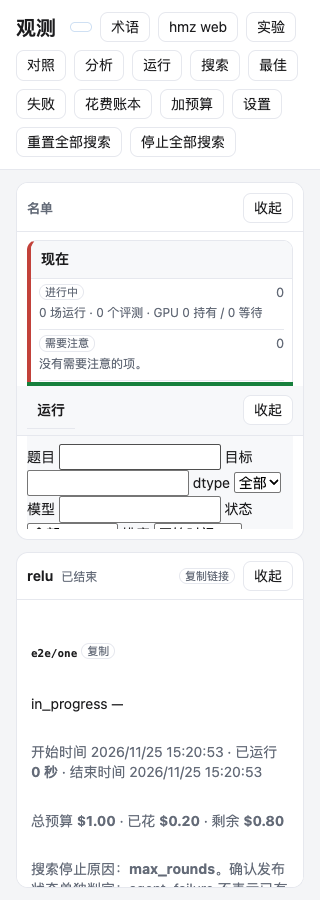 观测 术语 hmz web 实验
对照 分析 运行 搜索 最佳
失败 花费账本 加预算 设置
重置全部搜索 停止全部搜索
名单 收起
现在
进行中 0
0 场运行 · 0 个评测 · GPU 0 持有 / 0 等待
需要注意 0
没有需要注意的项。
运行 收起
题目 目标
dtype 全部
模型 状态
relu 已结束 复制链接 收起
e2e/one 复制
in_progress —
开始时间 2026/11/25 15:20:53 · 已运行
0 秒 · 结束时间 2026/11/25 15:20:53
总预算 $1.00 · 已花 $0.20 · 剩余 $0.80
搜索停止原因：max_rounds。确认发布